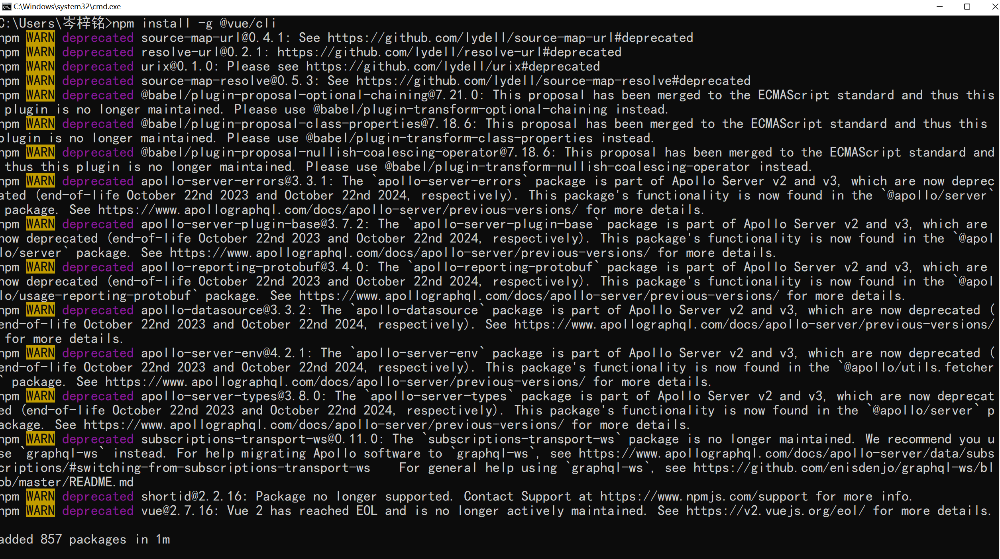 C:\Windows\system32\cmd.exe
C:\Users\岑梓铭>npm install -g @vue/cli
npm WARN deprecated source-map-url@0.4.1: See https://github.com/lydell/source-map-url#deprecated
npm WARN deprecated resolve-url@0.2.1: https://github.com/lydell/resolve-url#deprecated
npm WARN deprecated urix@0.1.0: Please see https://github.com/lydell/urix#deprecated
npm WARN deprecated source-map-resolve@0.5.3: See https://github.com/lydell/source-map-resolve#deprecated
npm WARN deprecated @babel/plugin-proposal-optional-chaining@7.21.0: This proposal has been merged to the ECMAScript standard and thus this
 plugin is no longer maintained. Please use @babel/plugin-transform-optional-chaining instead.
npm WARN deprecated @babel/plugin-proposal-class-properties@7.18.6: This proposal has been merged to the ECMAScript standard and thus this
plugin is no longer maintained. Please use @babel/plugin-transform-class-properties instead.
npm WARN deprecated @babel/plugin-proposal-nullish-coalescing-operator@7.18.6: This proposal has been merged to the ECMAScript standard and
 thus this plugin is no longer maintained. Please use @babel/plugin-transform-nullish-coalescing-operator instead.
npm WARN deprecated apollo-server-errors@3.3.1: The `apollo-server-errors` package is part of Apollo Server v2 and v3, which are now deprec
ated (end-of-life October 22nd 2023 and October 22nd 2024, respectively). This package's functionality is now found in the `@apollo/server`
 package. See https://www.apollographql.com/docs/apollo-server/previous-versions/ for more details.
npm WARN deprecated apollo-server-plugin-base@3.7.2: The `apollo-server-plugin-base` package is part of Apollo Server v2 and v3, which are
now deprecated (end-of-life October 22nd 2023 and October 22nd 2024, respectively). This package's functionality is now found in the `@apol
lo/server` package. See https://www.apollographql.com/docs/apollo-server/previous-versions/ for more details.
npm WARN deprecated apollo-reporting-protobuf@3.4.0: The `apollo-reporting-protobuf` package is part of Apollo Server v2 and v3, which are
now deprecated (end-of-life October 22nd 2023 and October 22nd 2024, respectively). This package's functionality is now found in the `@apol
lo/usage-reporting-protobuf` package. See https://www.apollographql.com/docs/apollo-server/previous-versions/ for more details.
npm WARN deprecated apollo-datasource@3.3.2: The `apollo-datasource` package is part of Apollo Server v2 and v3, which are now deprecated (
end-of-life October 22nd 2023 and October 22nd 2024, respectively). See https://www.apollographql.com/docs/apollo-server/previous-versions/
 for more details.
npm WARN deprecated apollo-server-env@4.2.1: The `apollo-server-env` package is part of Apollo Server v2 and v3, which are now deprecated (
end-of-life October 22nd 2023 and October 22nd 2024, respectively). This package's functionality is now found in the `@apollo/utils.fetcher
` package. See https://www.apollographql.com/docs/apollo-server/previous-versions/ for more details.
npm WARN deprecated apollo-server-types@3.8.0: The `apollo-server-types` package is part of Apollo Server v2 and v3, which are now deprecat
ed (end-of-life October 22nd 2023 and October 22nd 2024, respectively). This package's functionality is now found in the `@apollo/server` p
ackage. See https://www.apollographql.com/docs/apollo-server/previous-versions/ for more details.
npm WARN deprecated subscriptions-transport-ws@0.11.0: The `subscriptions-transport-ws` package is no longer maintained. We recommend you u
se `graphql-ws` instead. For help migrating Apollo software to `graphql-ws`, see https://www.apollographql.com/docs/apollo-server/data/subs
criptions/#switching-from-subscriptions-transport-ws    For general help using `graphql-ws`, see https://github.com/enisdenjo/graphql-ws/bl
ob/master/README.md
npm WARN deprecated shortid@2.2.16: Package no longer supported. Contact Support at https://www.npmjs.com/support for more info.
npm WARN deprecated vue@2.7.16: Vue 2 has reached EOL and is no longer actively maintained. See https://v2.vuejs.org/eol/ for more details.
added 857 packages in 1m